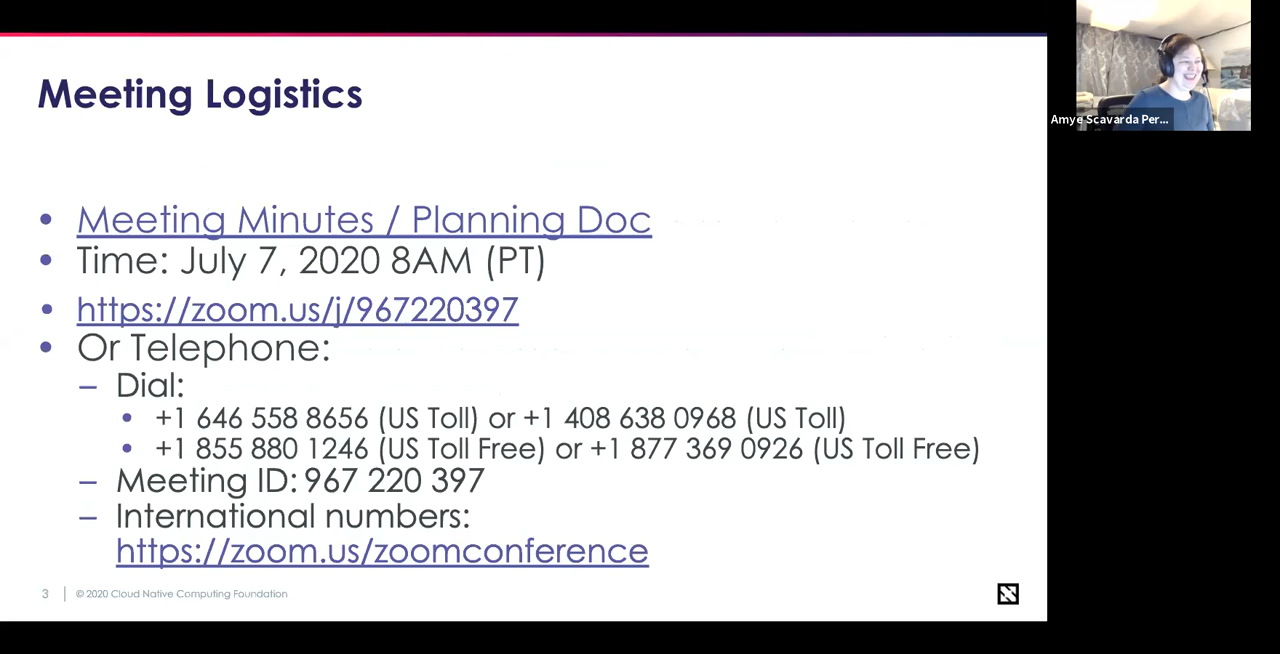 Meeting Logistics
• Meeting Minutes / Planning Doc
• Time: July 7, 2020 8AM (PT)
• https://zoom.us/j/967220397
• Or Telephone:
– Dial:
• +1 646 558 8656 (US Toll) or +1 408 638 0968 (US Toll)
• +1 855 880 1246 (US Toll Free) or +1 877 369 0926 (US Toll Free)
– Meeting ID: 967 220 397
– International numbers:
https://zoom.us/zoomconference
3 | © 2020 Cloud Native Computing Foundation
Amye Scavarda Per...